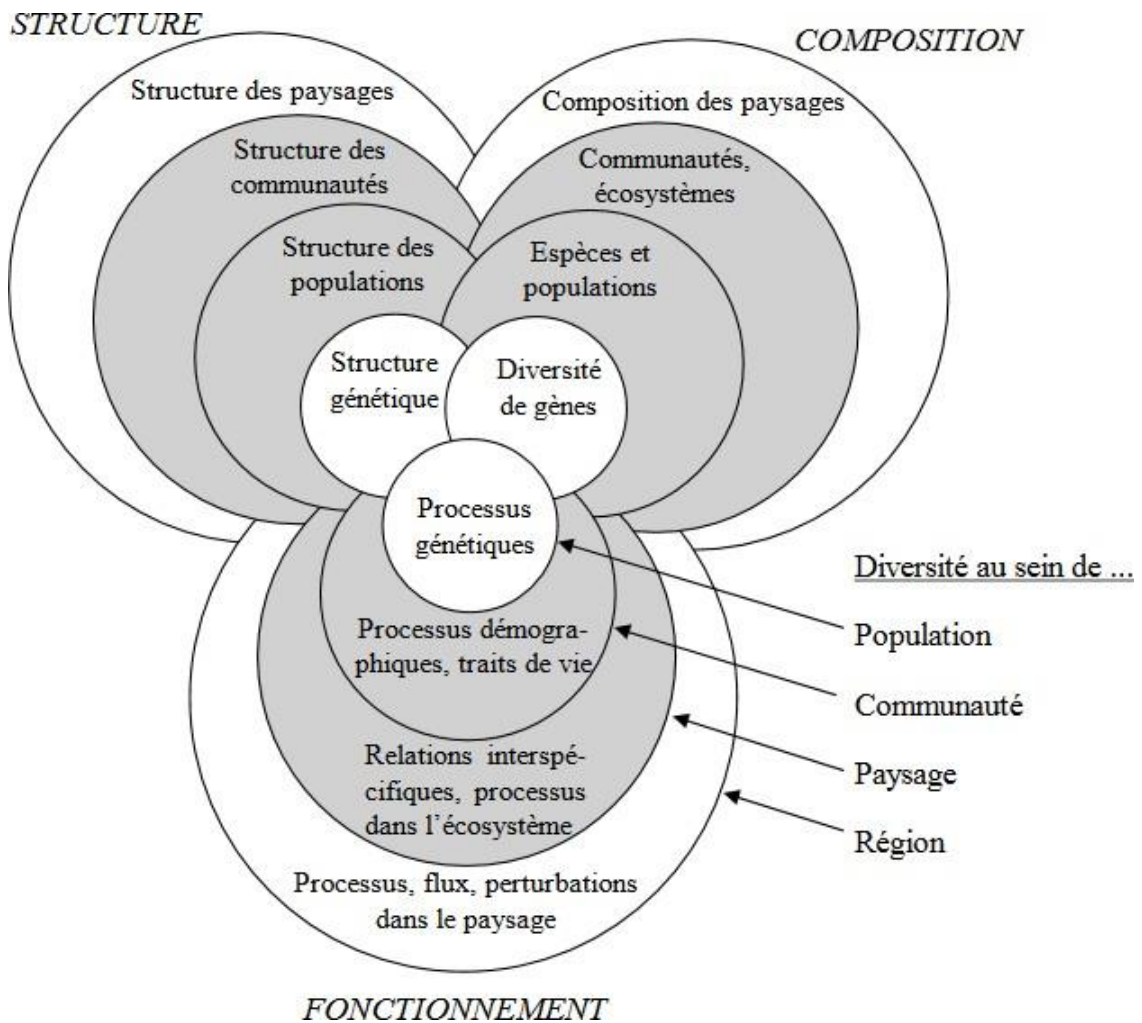 STRUCTURE
COMPOSITION
Structure des paysages
Structure des
communautés
Structure des
populations
Structure
génétique
Composition des paysages
Communautés,
écosystèmes
Espèces et
populations
Diversité
de gènes
Processus
génétiques
Processus démogra-
phiques, traits de vie
Relations interspé-
cifiques, processus
dans l'écosystème
Processus, flux, perturbations
dans le paysage
FONCTIONNEMENT
Diversité au sein de ...
Population
Communauté
Paysage
Région